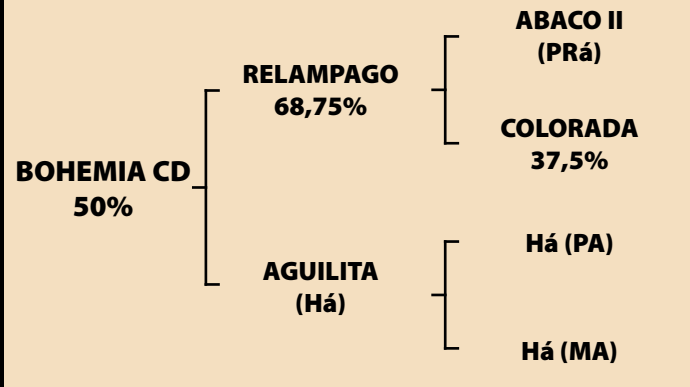 ABACO II
(PRá)
RELAMPAGO
68,75%
COLORADA
37,5%
BOHEMIA CD
50%
AGUILITA
(Há)
Há (PA)
Há (MA)